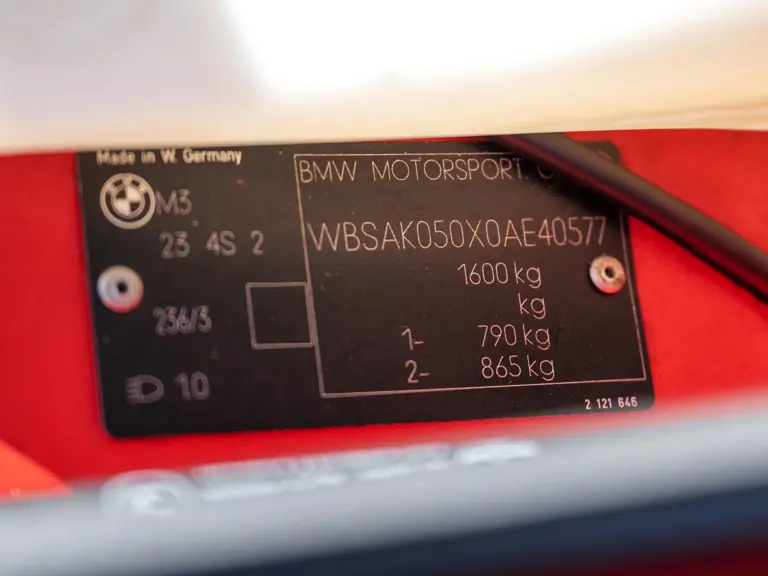 Made in W. Germany
BMW MOTORSPORT
M3
WBSAK050X0AE40577
23 4S 2
1600 kg
kg
236/3
1- 790 kg
2- 865 kg
10
2 121 646